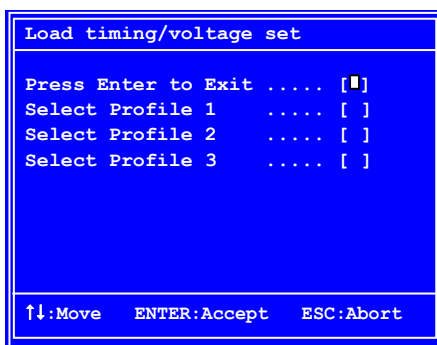 Load timing/voltage set
Press Enter to Exit ..... [▮]
Select Profile 1 ..... [ ]
Select Profile 2 ..... [ ]
Select Profile 3 ..... [ ]
↑↓:Move ENTER:Accept ESC:Abort